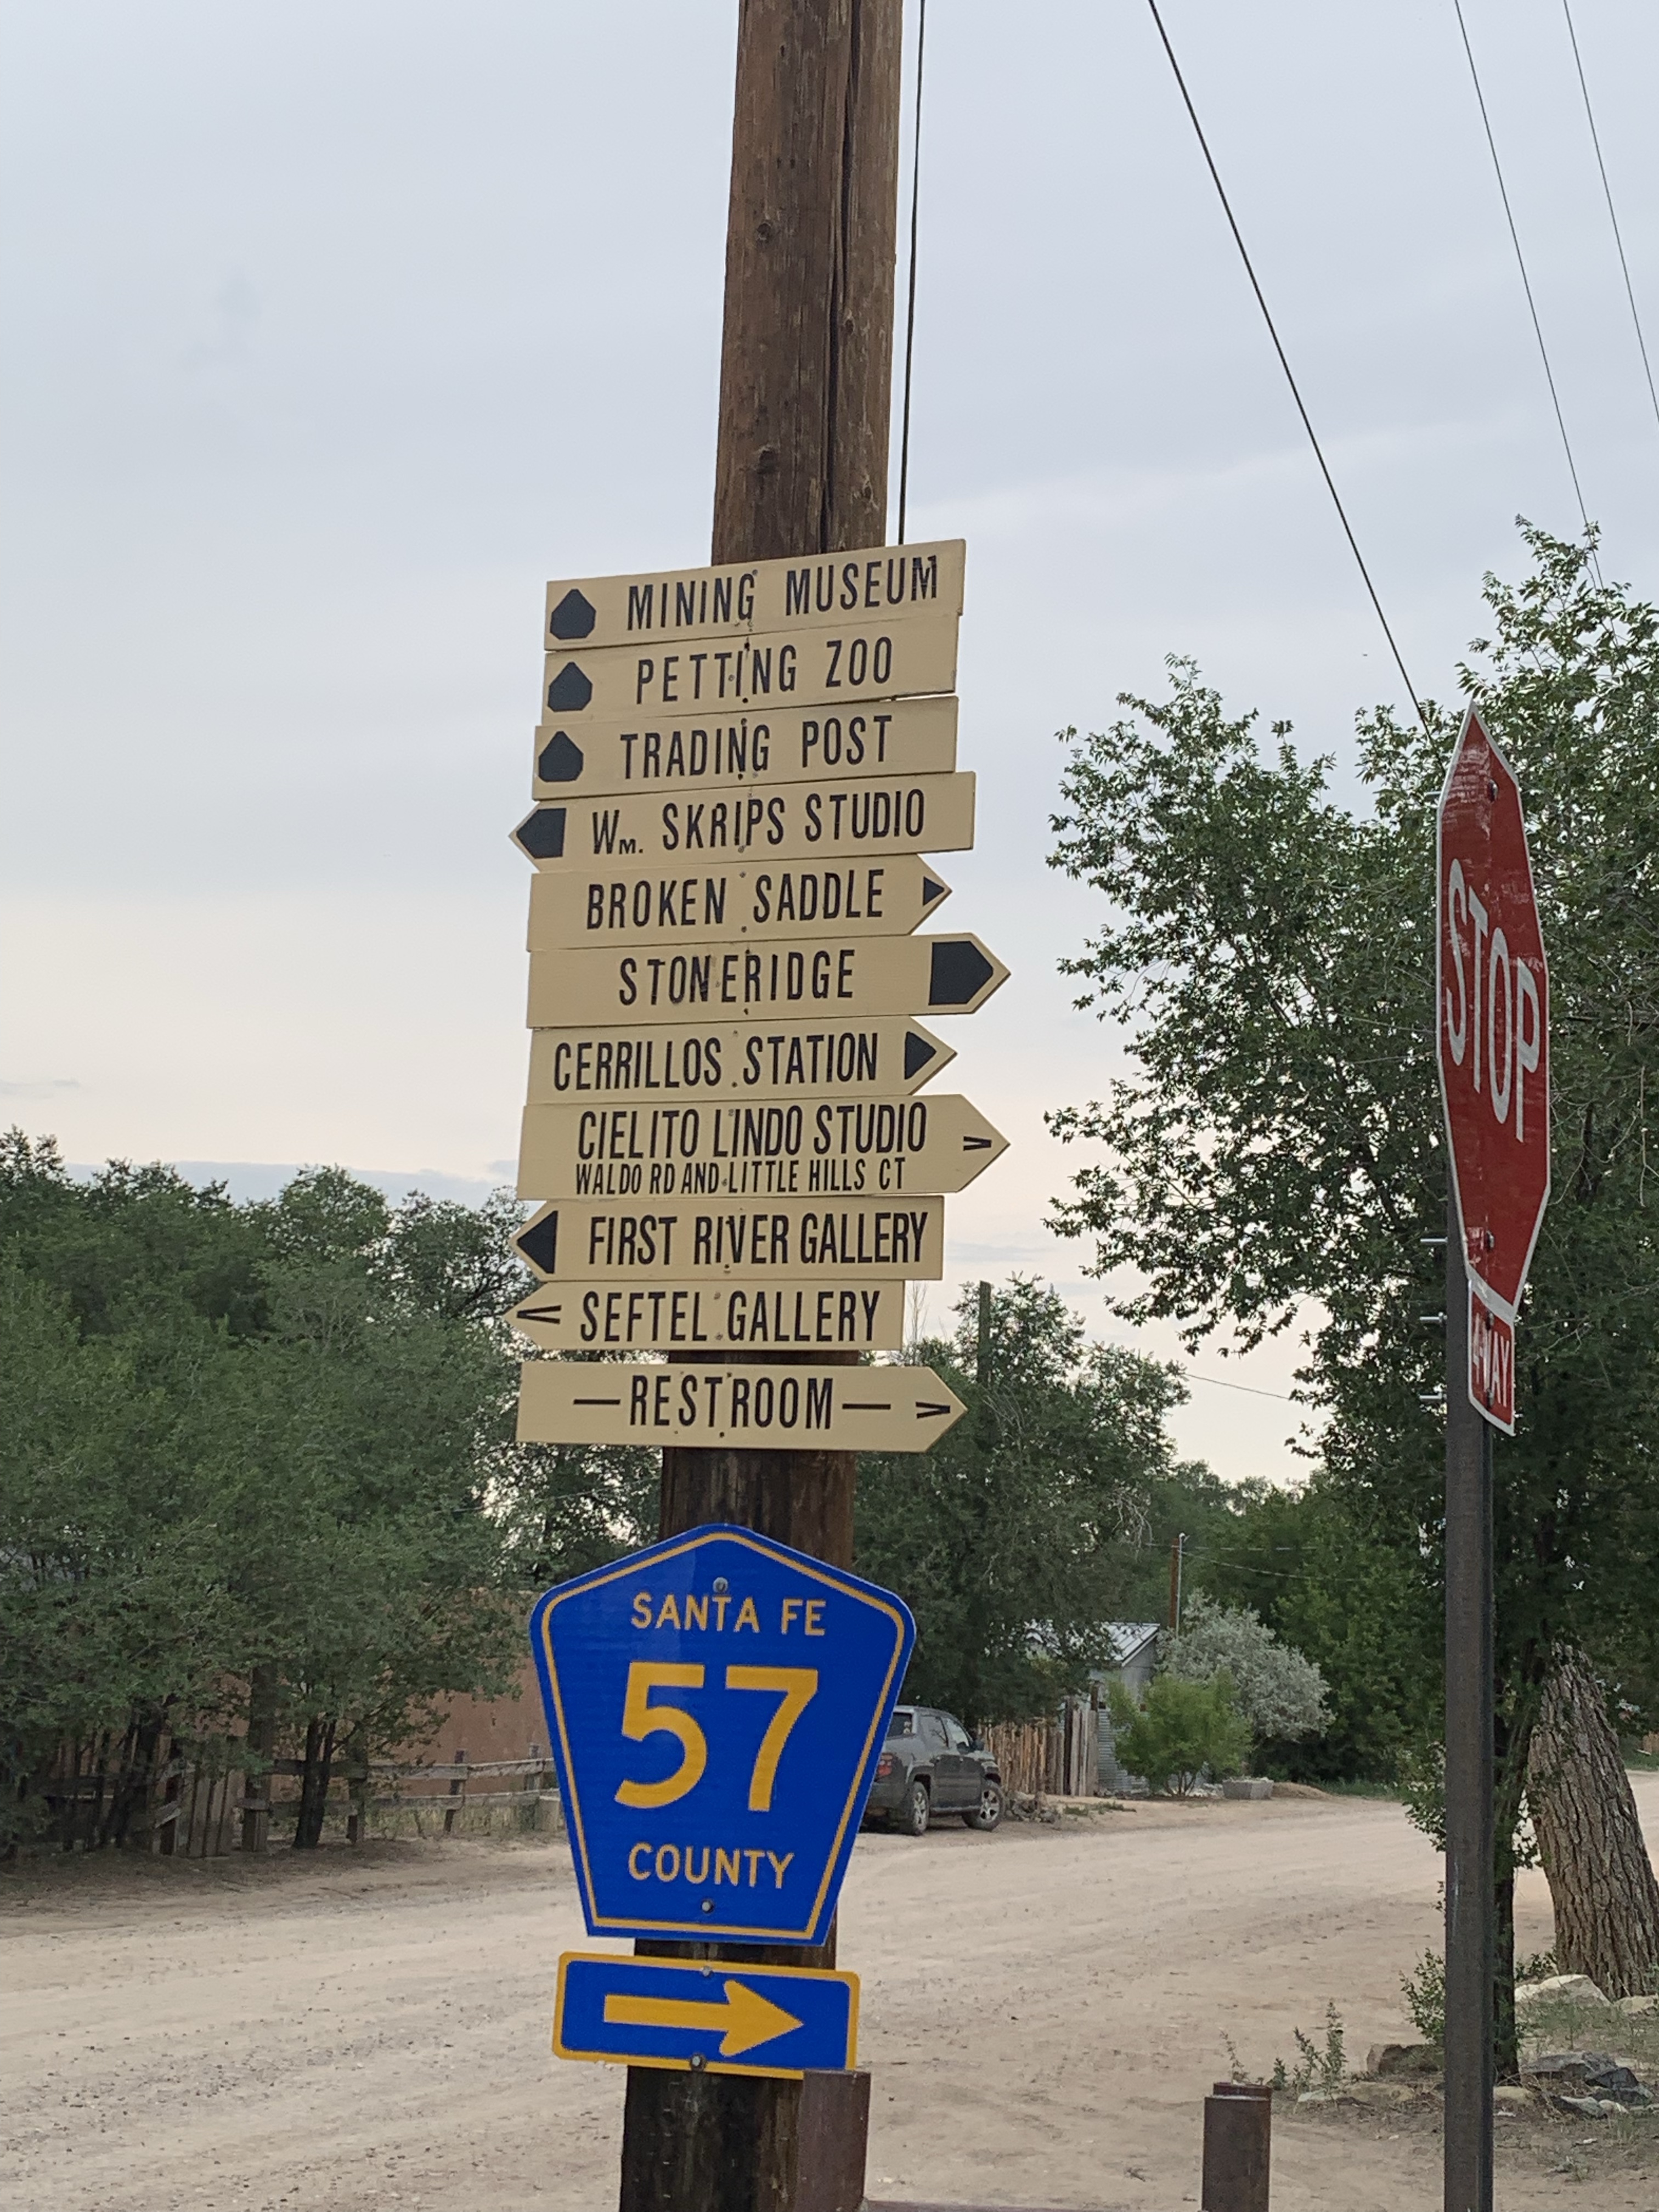 MINING MUSEUM
PETTING ZOO
TRADING POST
WM. SKRIPS STUDIO
BROKEN SADDLE
STONERIDGE
CERRILLOS STATION
CIELITO LINDO STUDIO
WALDO RD AND LITTLE HILLS CT
FIRST RIVER GALLERY
SEFTEL GALLERY
—RESTROOM—
SANTA FE
57
COUNTY
STOP
4-WAY